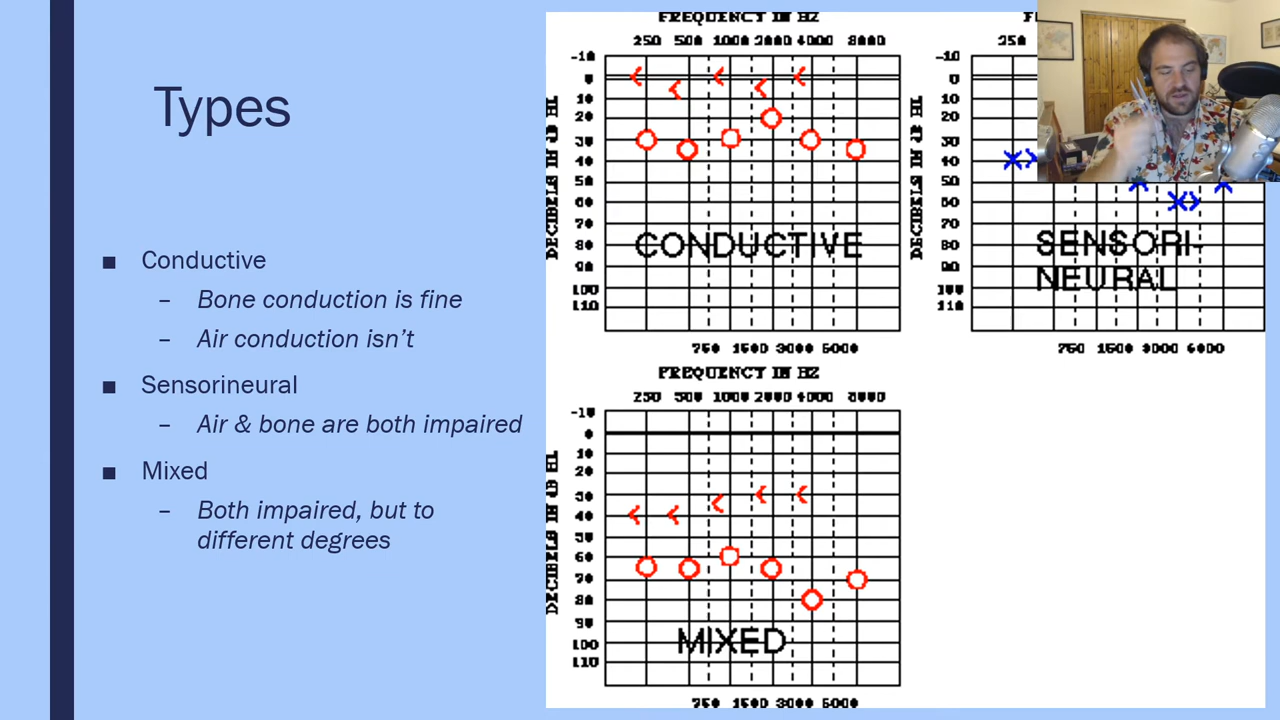 Types
■ Conductive
– Bone conduction is fine
– Air conduction isn't
■ Sensorineural
– Air & bone are both impaired
■ Mixed
– Both impaired, but to
different degrees
FREQUENCY IN HZ
250 500 1000 2000 4000 8000
-10
0
10
20
30
40
50
60
70
80
90
100
110
DECIBELS IN dB HL
CONDUCTIVE
750 1500 3000 6000
250
-10
0
10
20
30
40
50
60
70
80
90
100
110
DECIBELS IN dB HL
SENSORI-
NEURAL
750 1500 3000 6000
FREQUENCY IN HZ
250 500 1000 2000 4000 8000
-10
0
10
20
30
40
50
60
70
80
90
100
110
DECIBELS IN dB HL
MIXED
750 1500 3000 6000